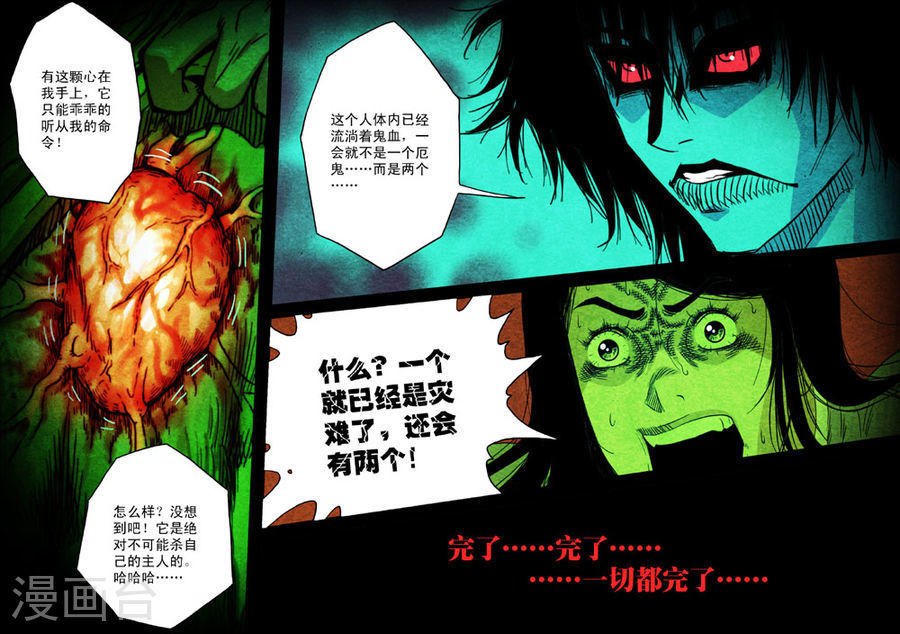 有这颗心在
我手上，它
只能乖乖的
听从我的命
令！
怎么样？没想
到吧！它是绝
对不可能杀自
己的主人的。
哈哈哈……
这个人体内已经
流淌着鬼血，一
会就不是一个厄
鬼……而是两个
……
什么？一个
就已经是灾
难了，还会
有两个！
完了……完了……
……一切都完了……
漫画台